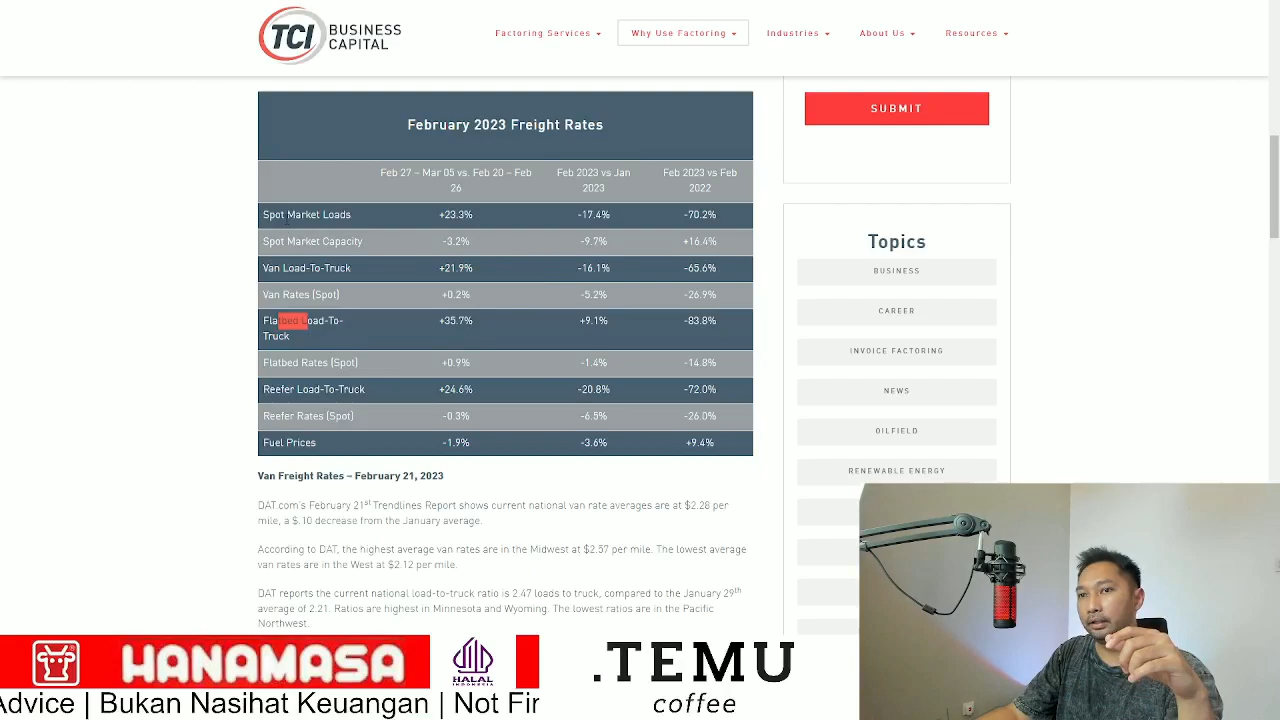 TCI BUSINESS CAPITAL
Factoring Services
Why Use Factoring
Industries
About Us
Resources
February 2023 Freight Rates
Feb 27 – Mar 05 vs. Feb 20 – Feb 26
Feb 2023 vs Jan 2023
Feb 2023 vs Feb 2022
Spot Market Loads +23.3% -17.4% -70.2%
Spot Market Capacity -3.2% -9.7% +16.4%
Van Load-To-Truck +21.9% -16.1% -65.6%
Van Rates (Spot) +0.2% -5.2% -26.9%
Flatbed Load-To-Truck +35.7% +9.1% -83.8%
Flatbed Rates (Spot) +0.9% -1.4% -14.8%
Reefer Load-To-Truck +24.6% -20.8% -72.0%
Reefer Rates (Spot) -0.3% -6.5% -26.0%
Fuel Prices -1.9% -3.6% +9.4%
Van Freight Rates – February 21, 2023
DAT.com's February 21st Trendlines Report shows current national van rate averages are at $2.28 per
mile, a $.10 decrease from the January average.
According to DAT, the highest average van rates are in the Midwest at $2.57 per mile. The lowest average
van rates are in the West at $2.12 per mile.
DAT reports the current national load-to-truck ratio is 2.47 loads to truck, compared to the January 29th
average of 2.21. Ratios are highest in Minnesota and Wyoming. The lowest ratios are in the Pacific
Northwest.
SUBMIT
Topics
BUSINESS
CAREER
INVOICE FACTORING
NEWS
OILFIELD
RENEWABLE ENERGY
HANAMASA
HALAL
INDONESIA
.TEMU
coffee
Advice | Bukan Nasihat Keuangan | Not Fir